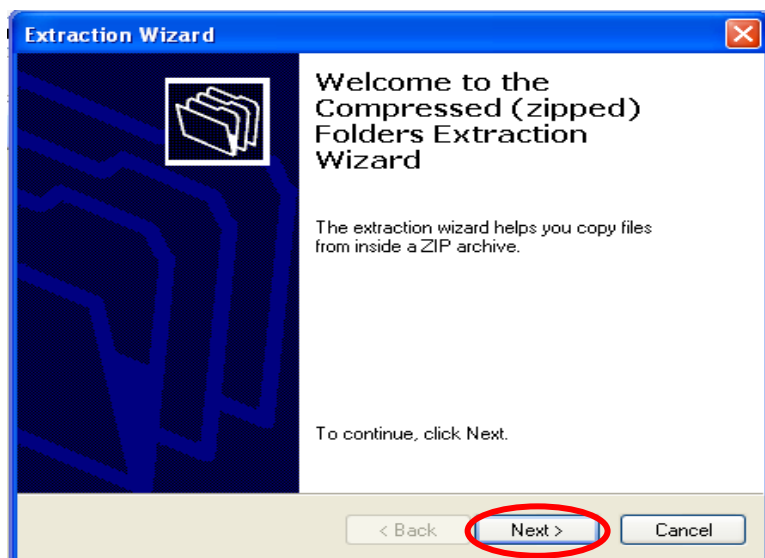 Extraction Wizard
Welcome to the
Compressed (zipped)
Folders Extraction
Wizard
The extraction wizard helps you copy files
from inside a ZIP archive.
To continue, click Next.
< Back Next > Cancel